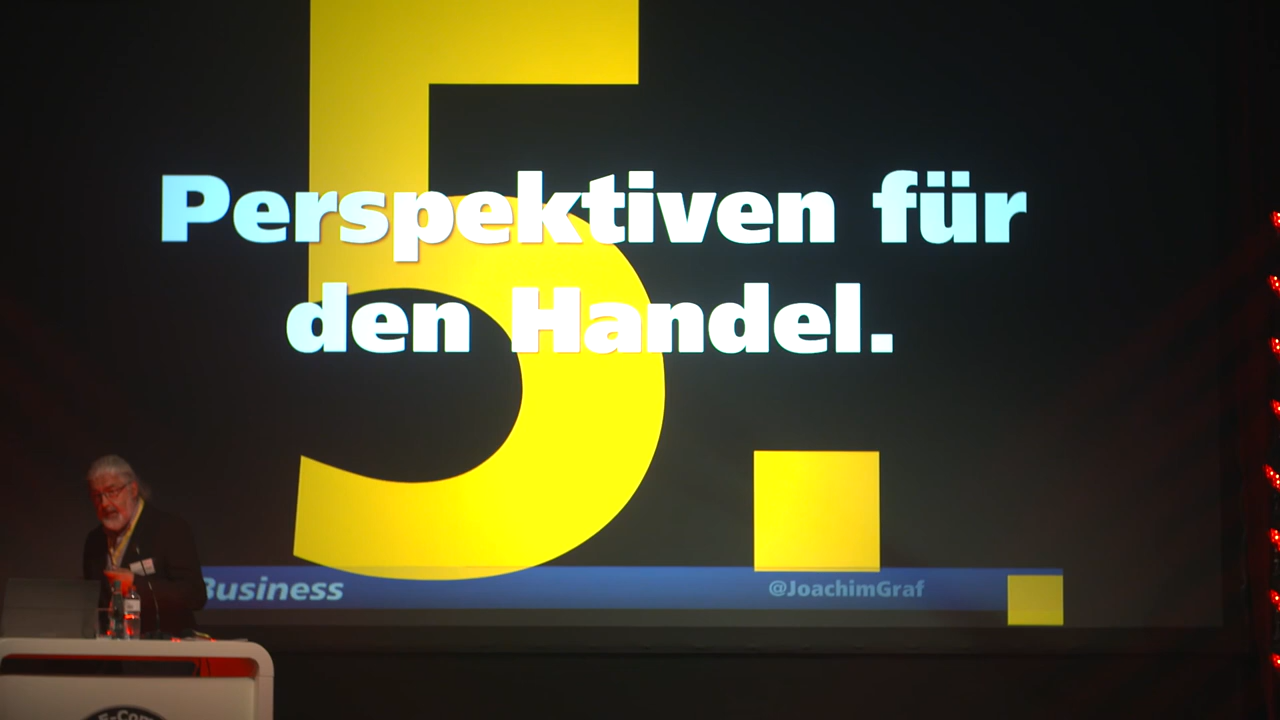 5.
Perspektiven für
den Handel.
Business
@JoachimGraf